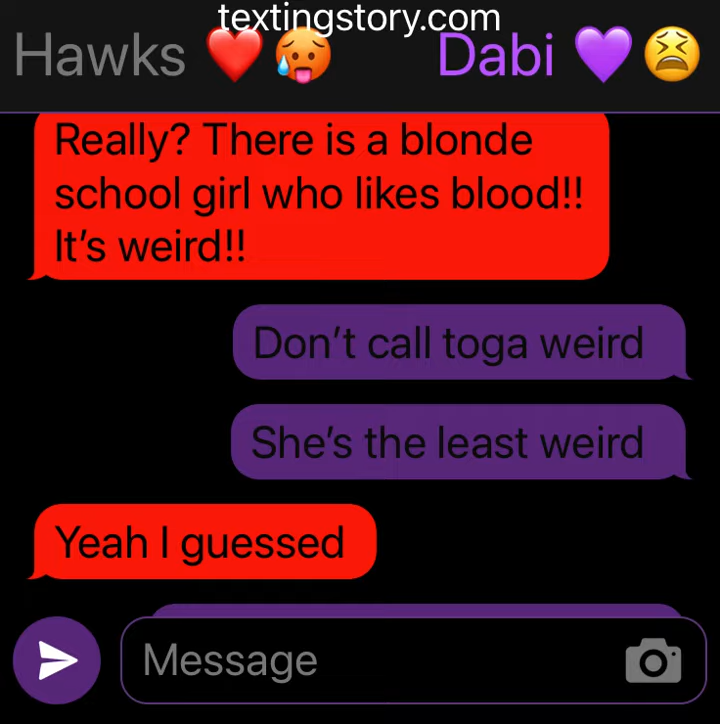 textingstory.com
Hawks ❤️🥵 Dabi 💜😫
Really? There is a blonde
school girl who likes blood!!
It's weird!!
Don't call toga weird
She's the least weird
Yeah I guessed
Message